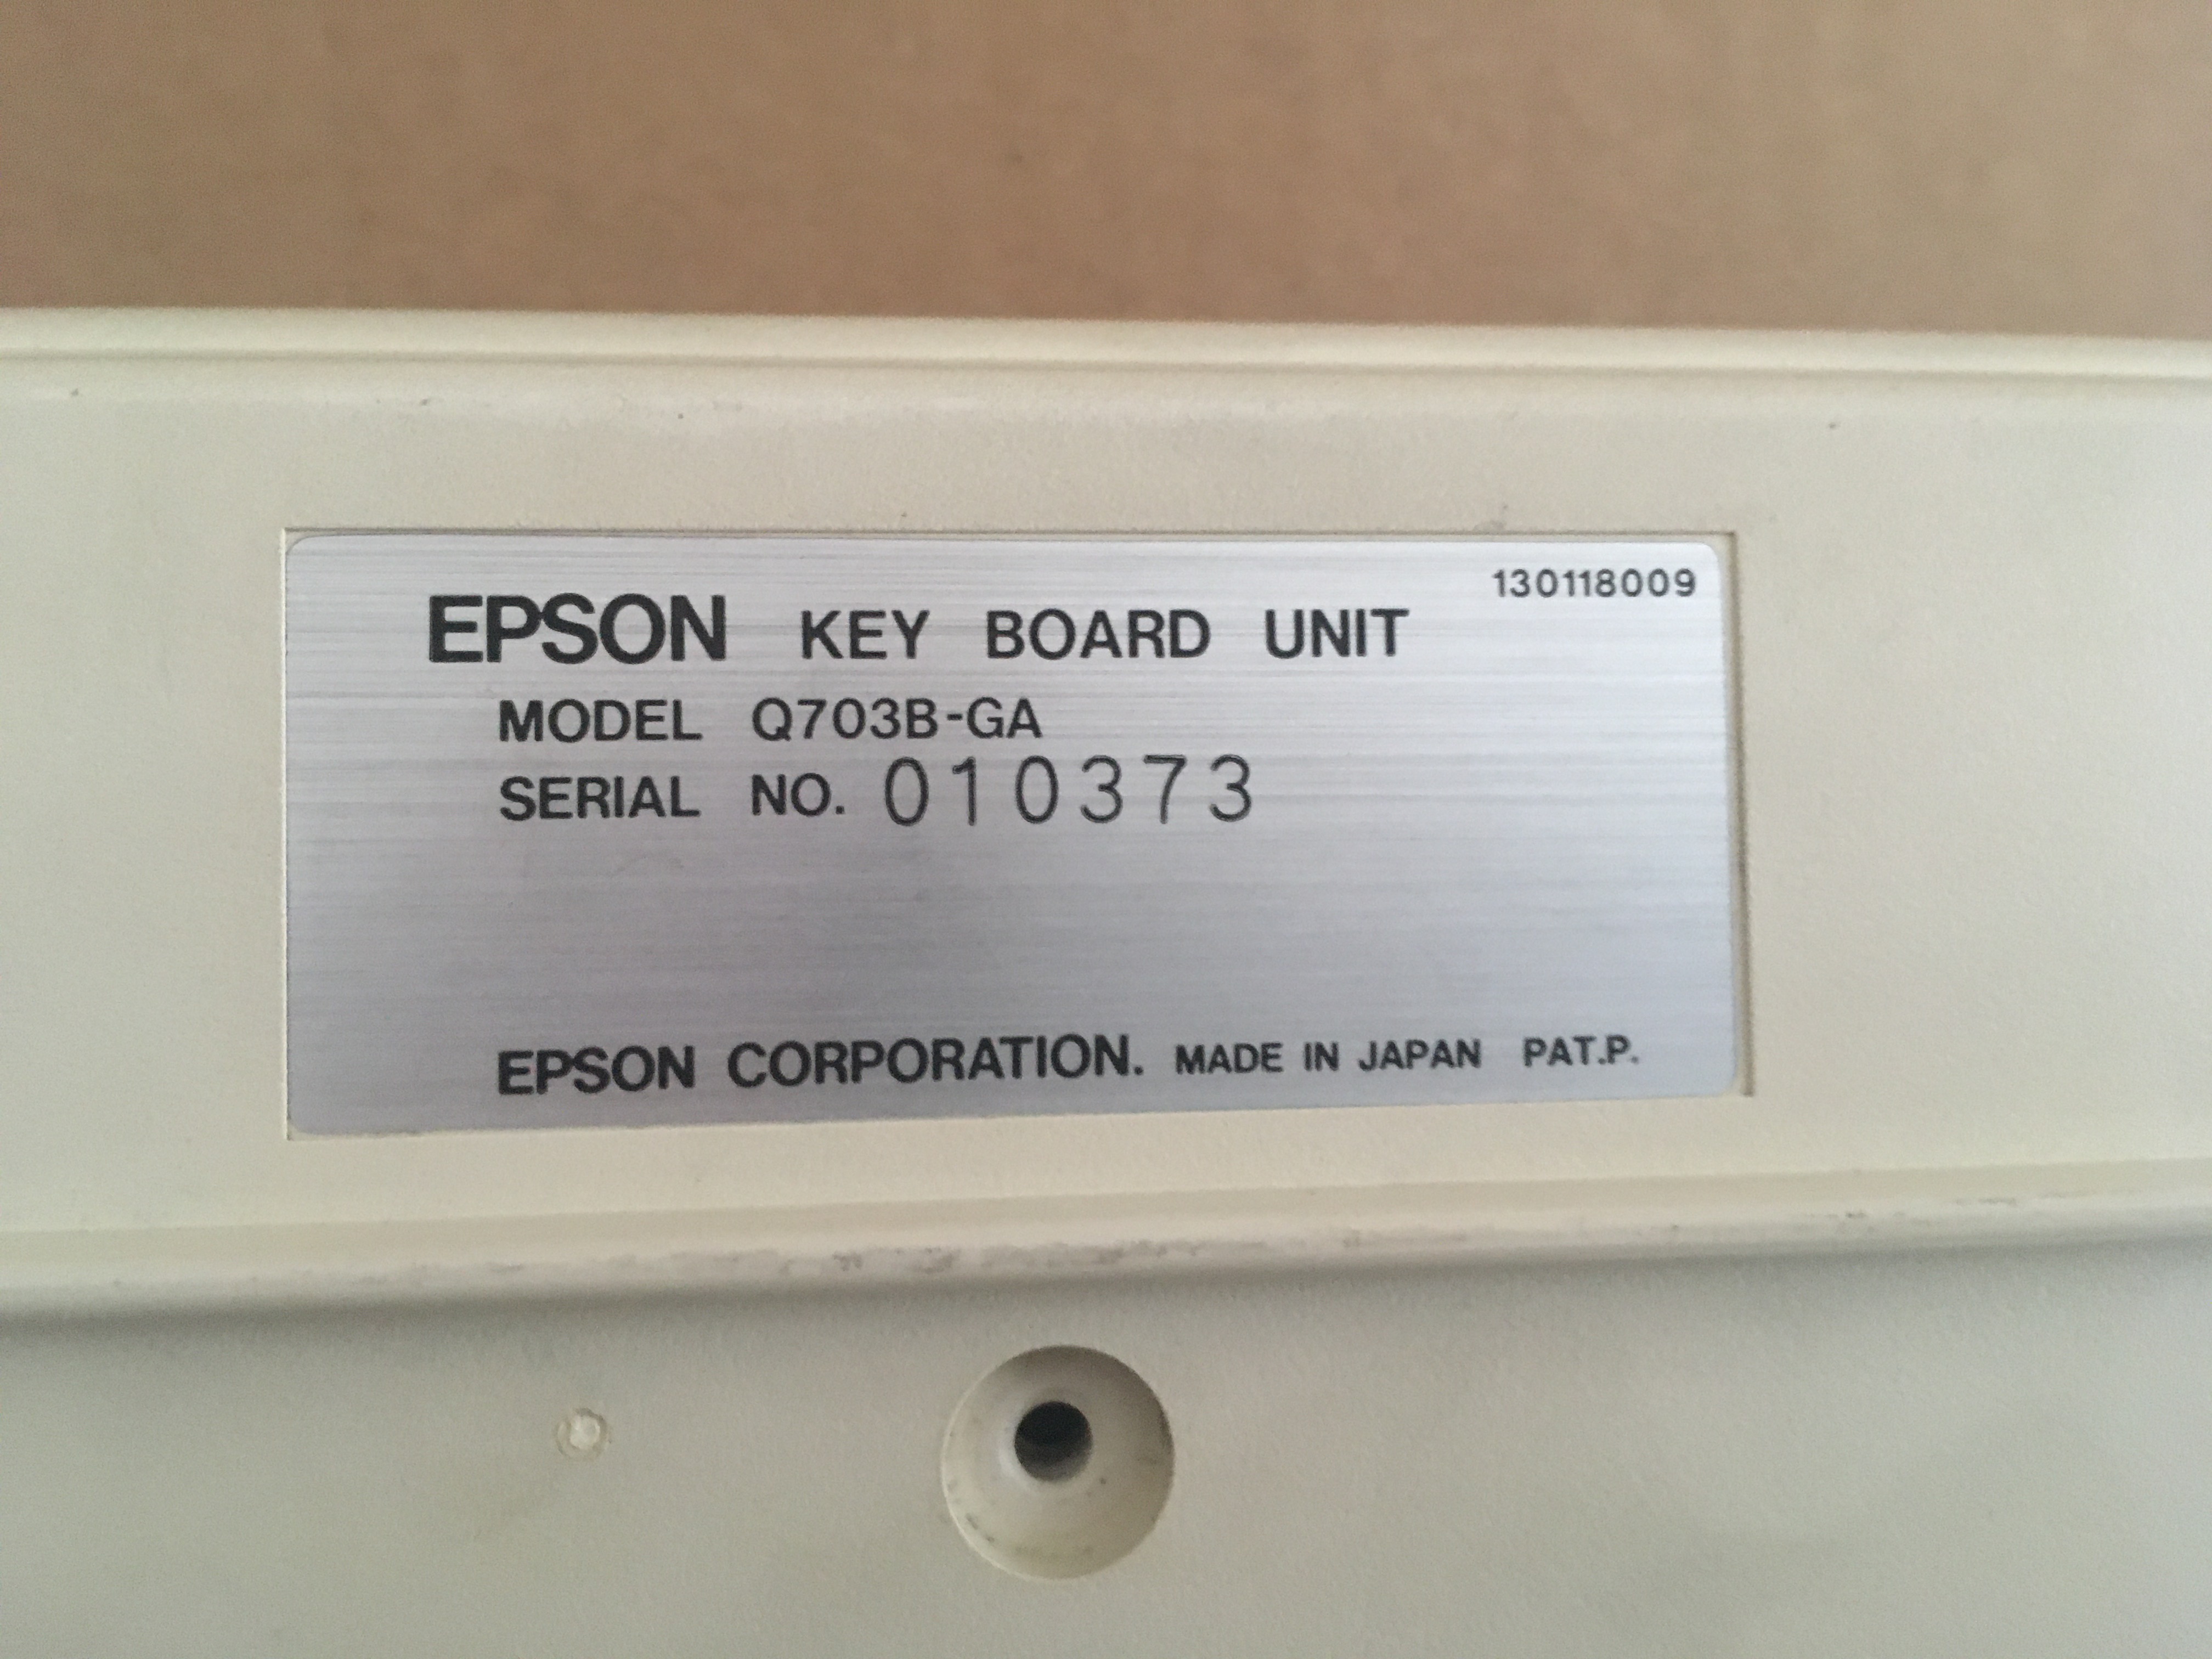 130118009
EPSON KEY BOARD UNIT
MODEL Q703B-GA
SERIAL NO. 010373
EPSON CORPORATION. MADE IN JAPAN PAT.P.